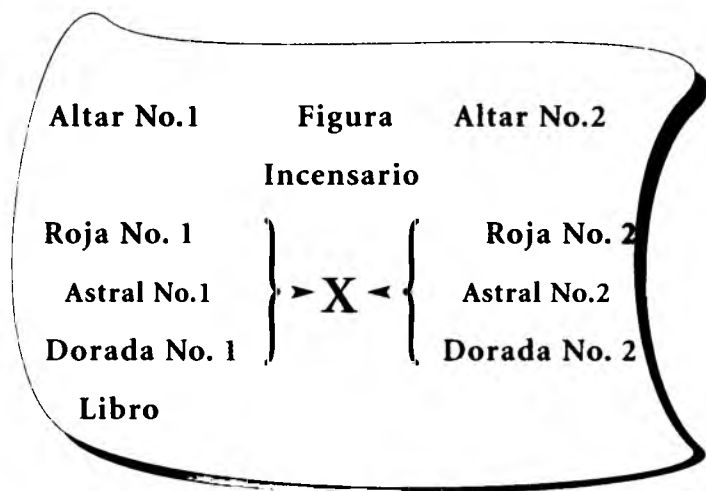 Altar No.1 Figura Altar No.2
Incensario
Roja No. 1 Roja No. 2
Astral No.1 X Astral No.2
Dorada No. 1 Dorada No. 2
Libro